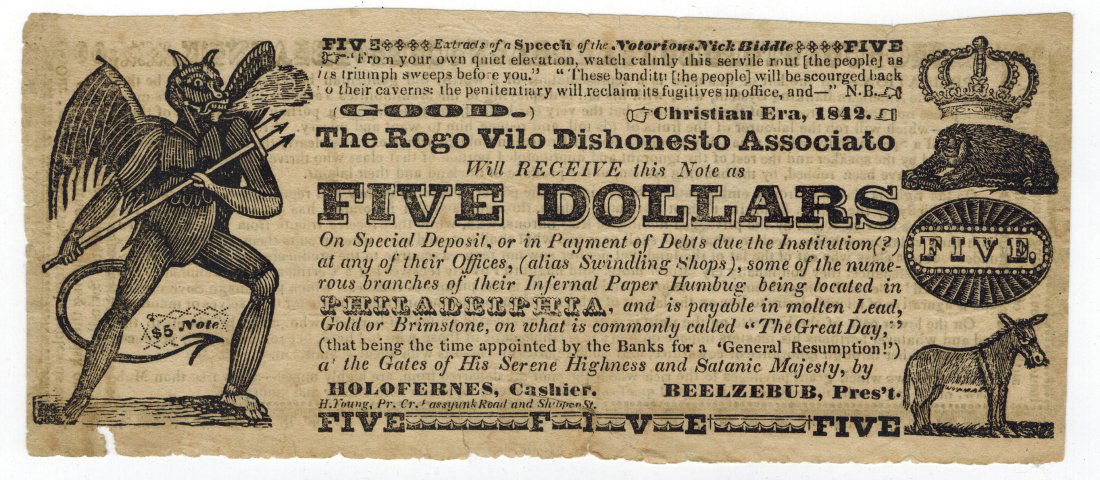 FIVE Extracts of a Speech of the Notorious Nick Biddle FIVE
"From your own quiet elevation, watch calmly this servile rout [the people] as
its triumph sweeps before you." "These banditti [the people] will be scourged back
to their caverns: the penitentiary will reclaim its fugitives in office, and—" N.B.
(GOOD.) Christian Era, 1842.
The Rogo Vilo Dishonesto Associato
Will RECEIVE this Note as
FIVE DOLLARS
On Special Deposit, or in Payment of Debts due the Institution(?)
at any of their Offices, (alias Swindling Shops), some of the nume-
rous branches of their Infernal Paper Humbug being located in
PHILADELPHIA, and is payable in molten Lead,
Gold or Brimstone, on what is commonly called "The Great Day,"
(that being the time appointed by the Banks for a 'General Resumption!')
a' the Gates of His Serene Highness and Satanic Majesty, by
HOLOFERNES, Cashier. BEELZEBUB, Pres't.
H. Young, Pr. Cr. Passyunk Road and Shippen St.
FIVE F I V E FIVE
$5 Note
FIVE.